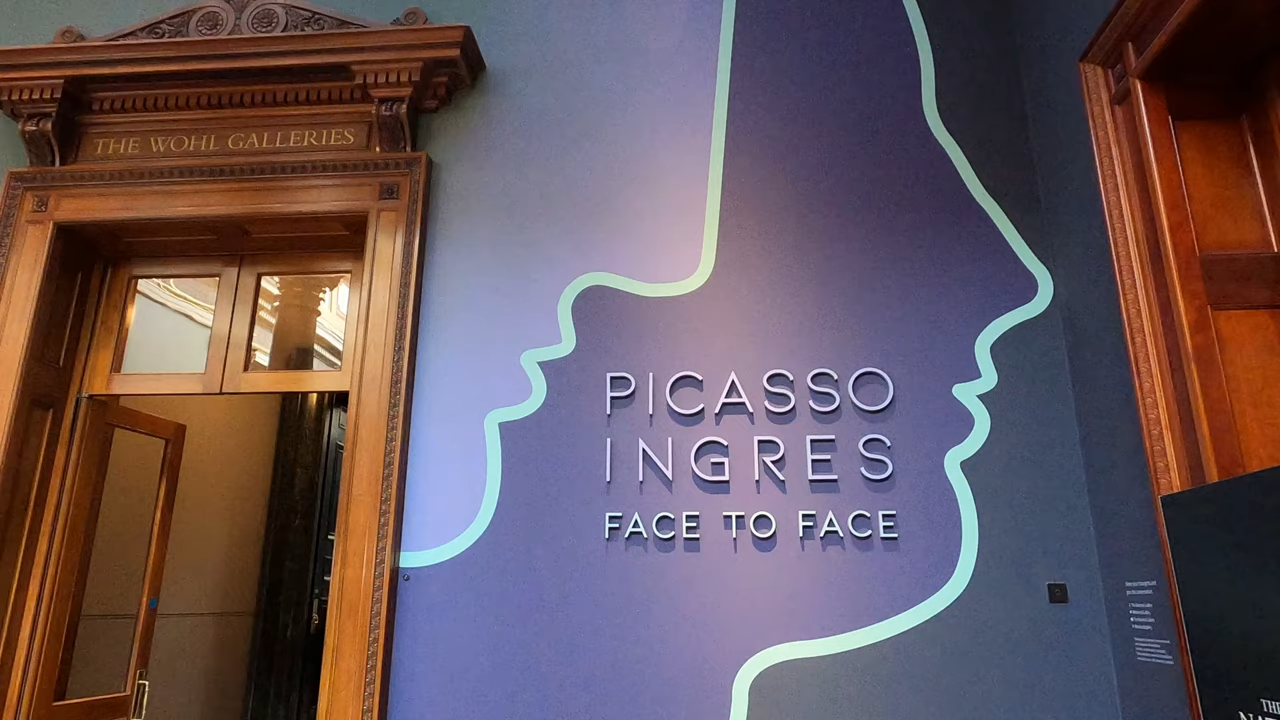 THE WOHL GALLERIES
PICASSO
INGRES
FACE TO FACE